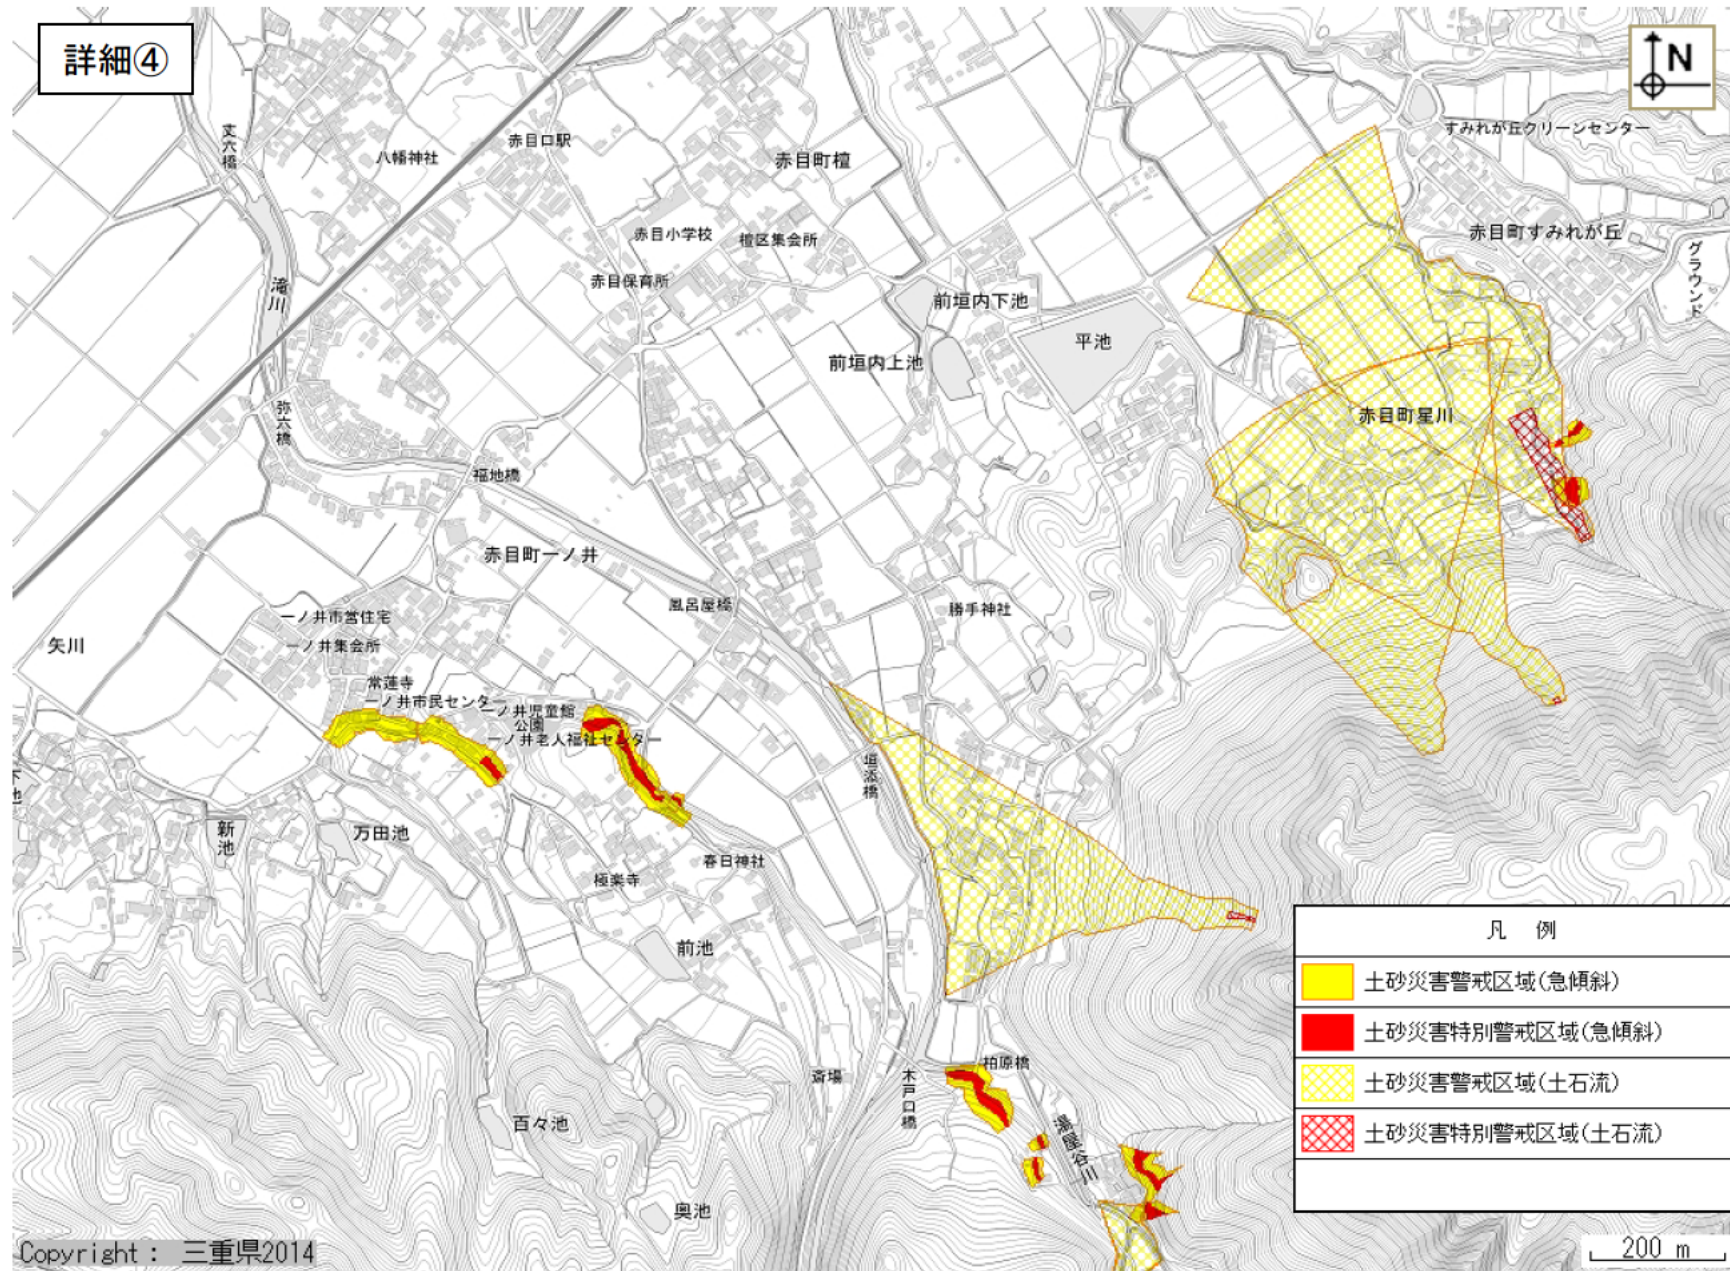 詳細④
N
すみれが丘クリーンセンター
丈六橋
八幡神社
赤目口駅
赤目町檀
赤目小学校
檀区集会所
赤目町すみれが丘
グラウンド
赤目保育所
滝川
前垣内下池
平池
前垣内上池
弥六橋
赤目町星川
福地橋
赤目町一ノ井
風呂屋橋
勝手神社
一ノ井市営住宅
一ノ井集会所
矢川
常蓮寺
一ノ井市民センター
一ノ井児童館
公園
一ノ井老人福祉センター
垣添橋
下池
新池
万田池
春日神社
極楽寺
前池
凡 例
土砂災害警戒区域(急傾斜)
土砂災害特別警戒区域(急傾斜)
土砂災害警戒区域(土石流)
土砂災害特別警戒区域(土石流)
柏原橋
斎場
木戸口橋
百々池
湯屋谷川
奥池
Copyright : 三重県2014
200 m